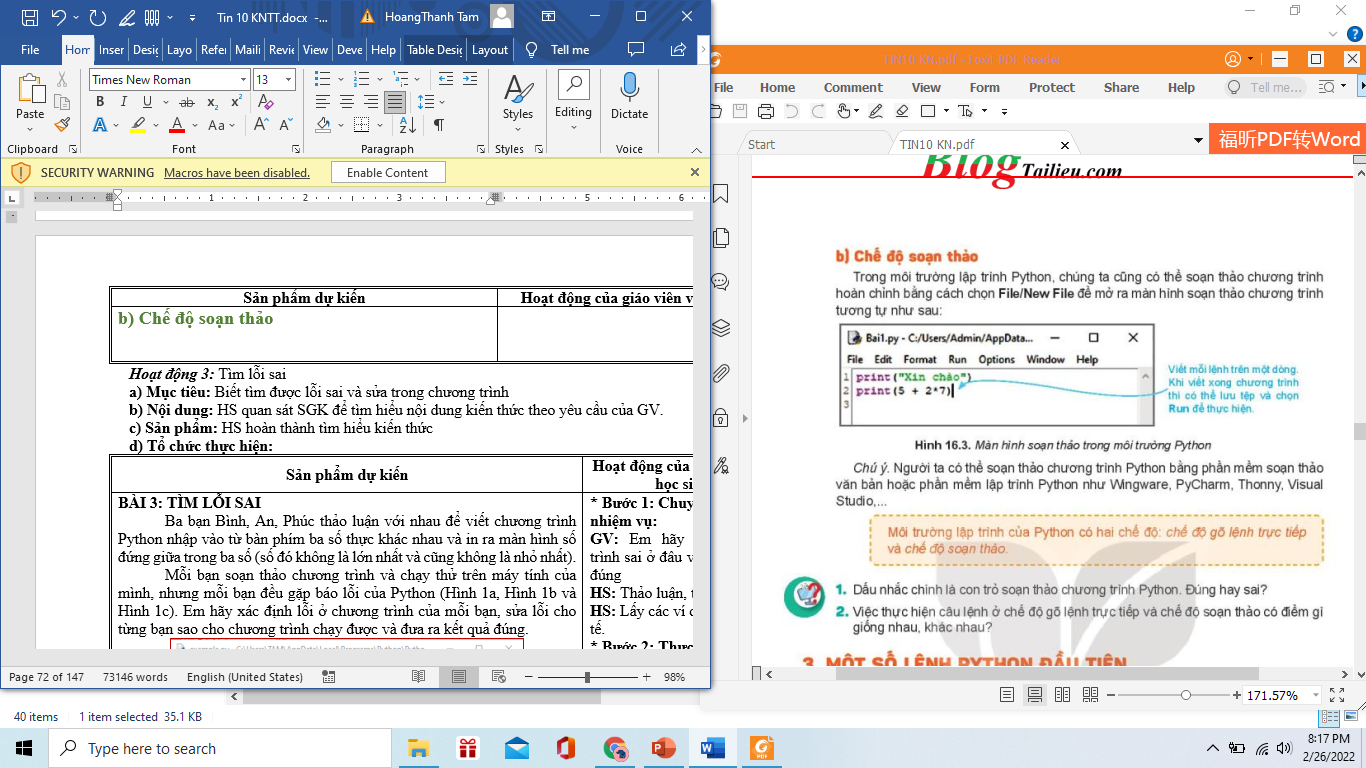 Tin 10 KNTT.docx - ...
HoangThanh Tam
File Hom Inser Desig Layo Refer Maili Revie View Deve Help Table Desig Layout Tell me
Times New Roman 13
Paste
Styles
Editing
Dictate
Clipboard Font Paragraph Styles Voice
SECURITY WARNING Macros have been disabled. Enable Content
1 5 6
Sản phẩm dự kiến
Hoạt động của giáo viên v
b) Chế độ soạn thảo
Hoạt động 3: Tìm lỗi sai
a) Mục tiêu: Biết tìm được lỗi sai và sửa trong chương trình
b) Nội dung: HS quan sát SGK để tìm hiểu nội dung kiến thức theo yêu cầu của GV.
c) Sản phẩm: HS hoàn thành tìm hiểu kiến thức
d) Tổ chức thực hiện:
Sản phẩm dự kiến
Hoạt động của
học si
BÀI 3: TÌM LỖI SAI
Ba bạn Bình, An, Phúc thảo luận với nhau để viết chương trình
Python nhập vào từ bàn phím ba số thực khác nhau và in ra màn hình số
đứng giữa trong ba số (số đó không là lớn nhất và cũng không là nhỏ nhất).
Mỗi bạn soạn thảo chương trình và chạy thử trên máy tính của
mình, nhưng mỗi bạn đều gặp báo lỗi của Python (Hình 1a, Hình 1b và
Hình 1c). Em hãy xác định lỗi ở chương trình của mỗi bạn, sửa lỗi cho
từng bạn sao cho chương trình chạy được và đưa ra kết quả đúng.
* Bước 1: Chuy
nhiệm vụ:
GV: Em hãy
trình sai ở đâu v
đúng
HS: Thảo luận, t
HS: Lấy các ví d
tế.
* Bước 2: Thực
Page 72 of 147 73146 words English (United States) 98%
40 items 1 item selected 35.1 KB
TIN10 KN.pdf - Foxit PDF Reader
File Home Comment View Form Protect Share Help Tell me...
Start
TIN10 KN.pdf
福昕PDF转Word
Blog Tailieu.com
b) Chế độ soạn thảo
Trong môi trường lập trình Python, chúng ta cũng có thể soạn thảo chương trình
hoàn chỉnh bằng cách chọn File/New File để mở ra màn hình soạn thảo chương trình
tương tự như sau:
Bai1.py - C:/Users/Admin/AppData...
File Edit Format Run Options Window Help
1 print("Xin chào")
2 print(5 + 2*7)
3
Viết mỗi lệnh trên một dòng.
Khi viết xong chương trình
thì có thể lưu tệp và chọn
Run để thực hiện.
Hình 16.3. Màn hình soạn thảo trong môi trường Python
Chú ý. Người ta có thể soạn thảo chương trình Python bằng phần mềm soạn thảo
văn bản hoặc phần mềm lập trình Python như Wingware, PyCharm, Thonny, Visual
Studio,...
Môi trường lập trình của Python có hai chế độ: chế độ gõ lệnh trực tiếp
và chế độ soạn thảo.
1. Dấu nhắc chính là con trỏ soạn thảo chương trình Python. Đúng hay sai?
2. Việc thực hiện câu lệnh ở chế độ gõ lệnh trực tiếp và chế độ soạn thảo có điểm gì
giống nhau, khác nhau?
3. MỘT SỐ LỆNH PYTHON ĐẦU TIÊN
171.57%
Type here to search
8:17 PM
2/26/2022